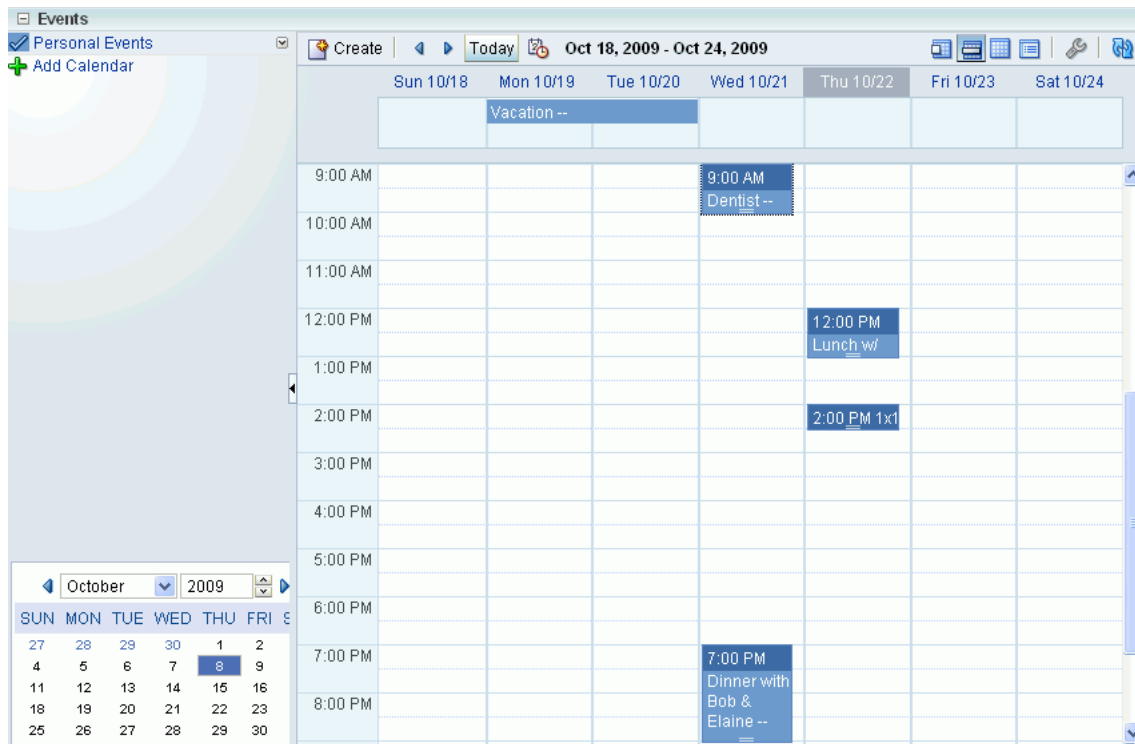 Events
Personal Events
Add Calendar
Create Today Oct 18, 2009 - Oct 24, 2009
Sun 10/18 Mon 10/19 Tue 10/20 Wed 10/21 Thu 10/22 Fri 10/23 Sat 10/24
Vacation --
9:00 AM
9:00 AM
Dentist --
10:00 AM
11:00 AM
12:00 PM
12:00 PM
Lunch w/
1:00 PM
2:00 PM
2:00 PM 1x1
3:00 PM
4:00 PM
5:00 PM
6:00 PM
7:00 PM
7:00 PM
Dinner with
Bob &
Elaine --
8:00 PM
October 2009
SUN MON TUE WED THU FRI S
27 28 29 30 1 2
4 5 6 7 8 9
11 12 13 14 15 16
18 19 20 21 22 23
25 26 27 28 29 30